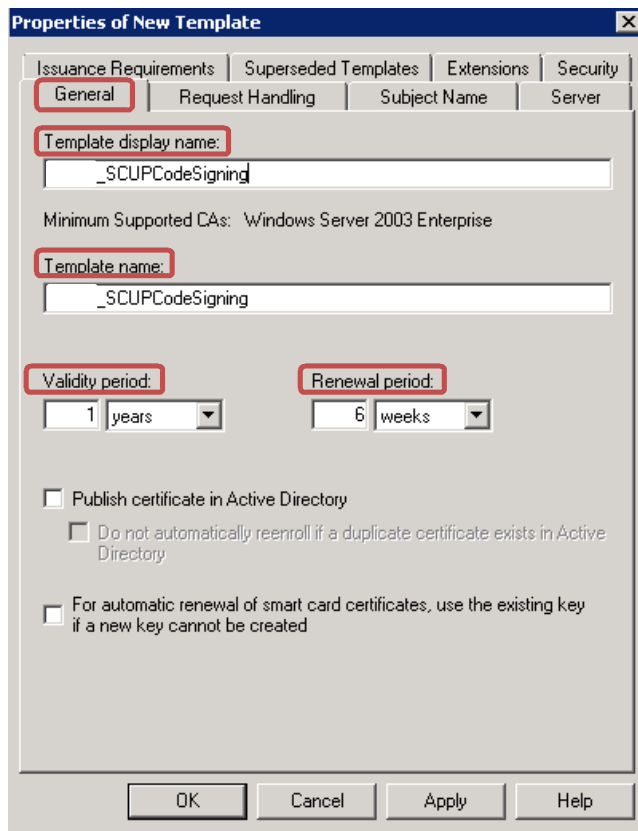 Properties of New Template
Issuance Requirements Superseded Templates Extensions Security
General Request Handling Subject Name Server
Template display name:
_SCUPCodeSigning
Minimum Supported CAs: Windows Server 2003 Enterprise
Template name:
_SCUPCodeSigning
Validity period: Renewal period:
1 years 6 weeks
Publish certificate in Active Directory
Do not automatically reenroll if a duplicate certificate exists in Active
Directory
For automatic renewal of smart card certificates, use the existing key
if a new key cannot be created
OK Cancel Apply Help